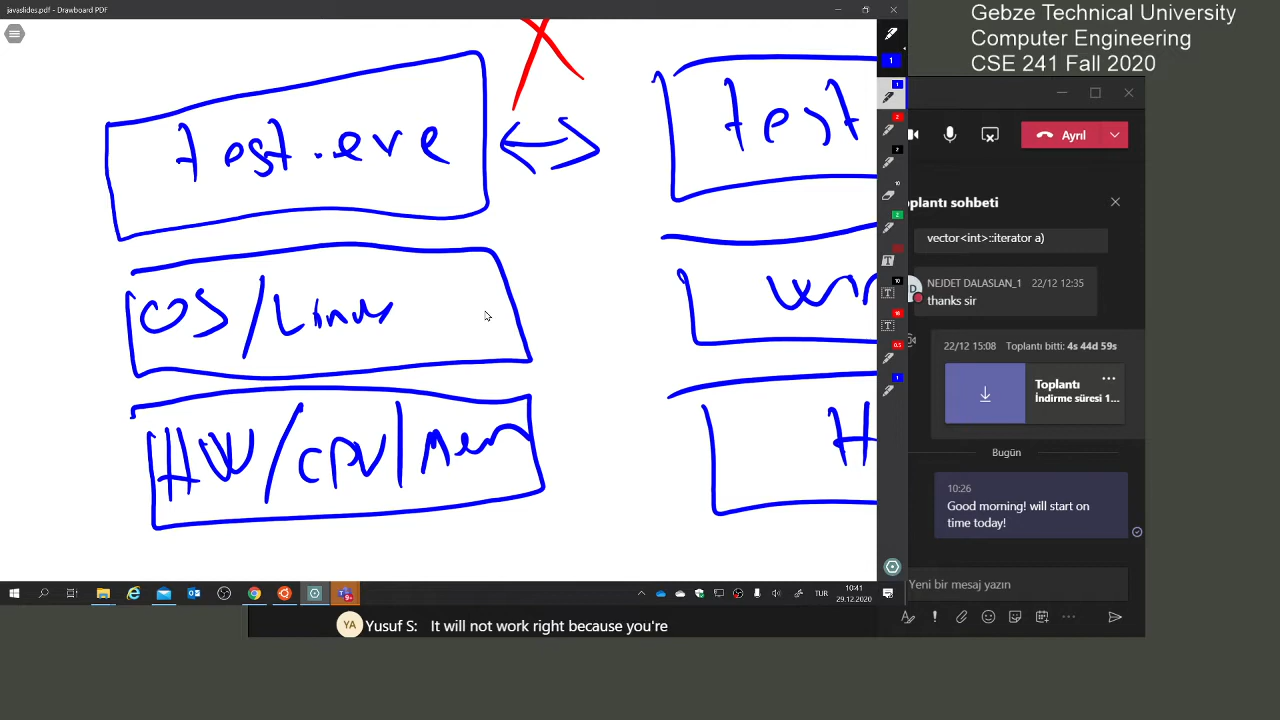 javaslides.pdf - Drawboard PDF
Gebze Technical University
Computer Engineering
CSE 241 Fall 2020
test.exe
test
OS/Linux
HW/CPU/Mem
H
Ayrıl
oplantı sohbeti
vector<int>::iterator a)
NEJDET DALASLAN_1 22/12 12:35
thanks sir
22/12 15:08 Toplantı bitti: 4s 44d 59s
Toplantı
İndirme süresi 1...
Bugün
10:26
Good morning! will start on
time today!
Yeni bir mesaj yazın
TUR
10:41
29.12.2020
YA Yusuf S: It will not work right because you're